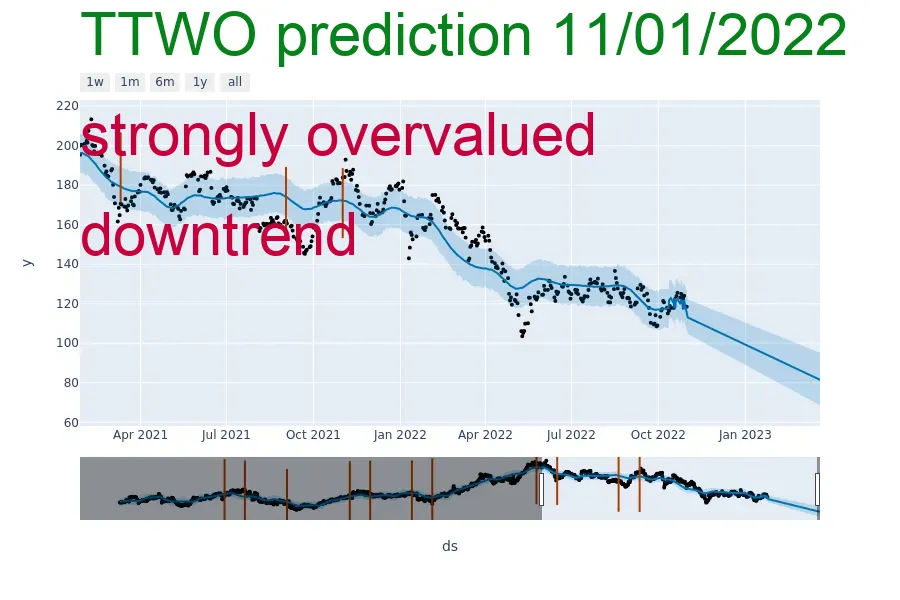 TTWO prediction 11/01/2022
1w 1m 6m 1y all
strongly overvalued
downtrend
220
200
180
160
140
120
100
80
60
y
Apr 2021 Jul 2021 Oct 2021 Jan 2022 Apr 2022 Jul 2022 Oct 2022 Jan 2023
ds